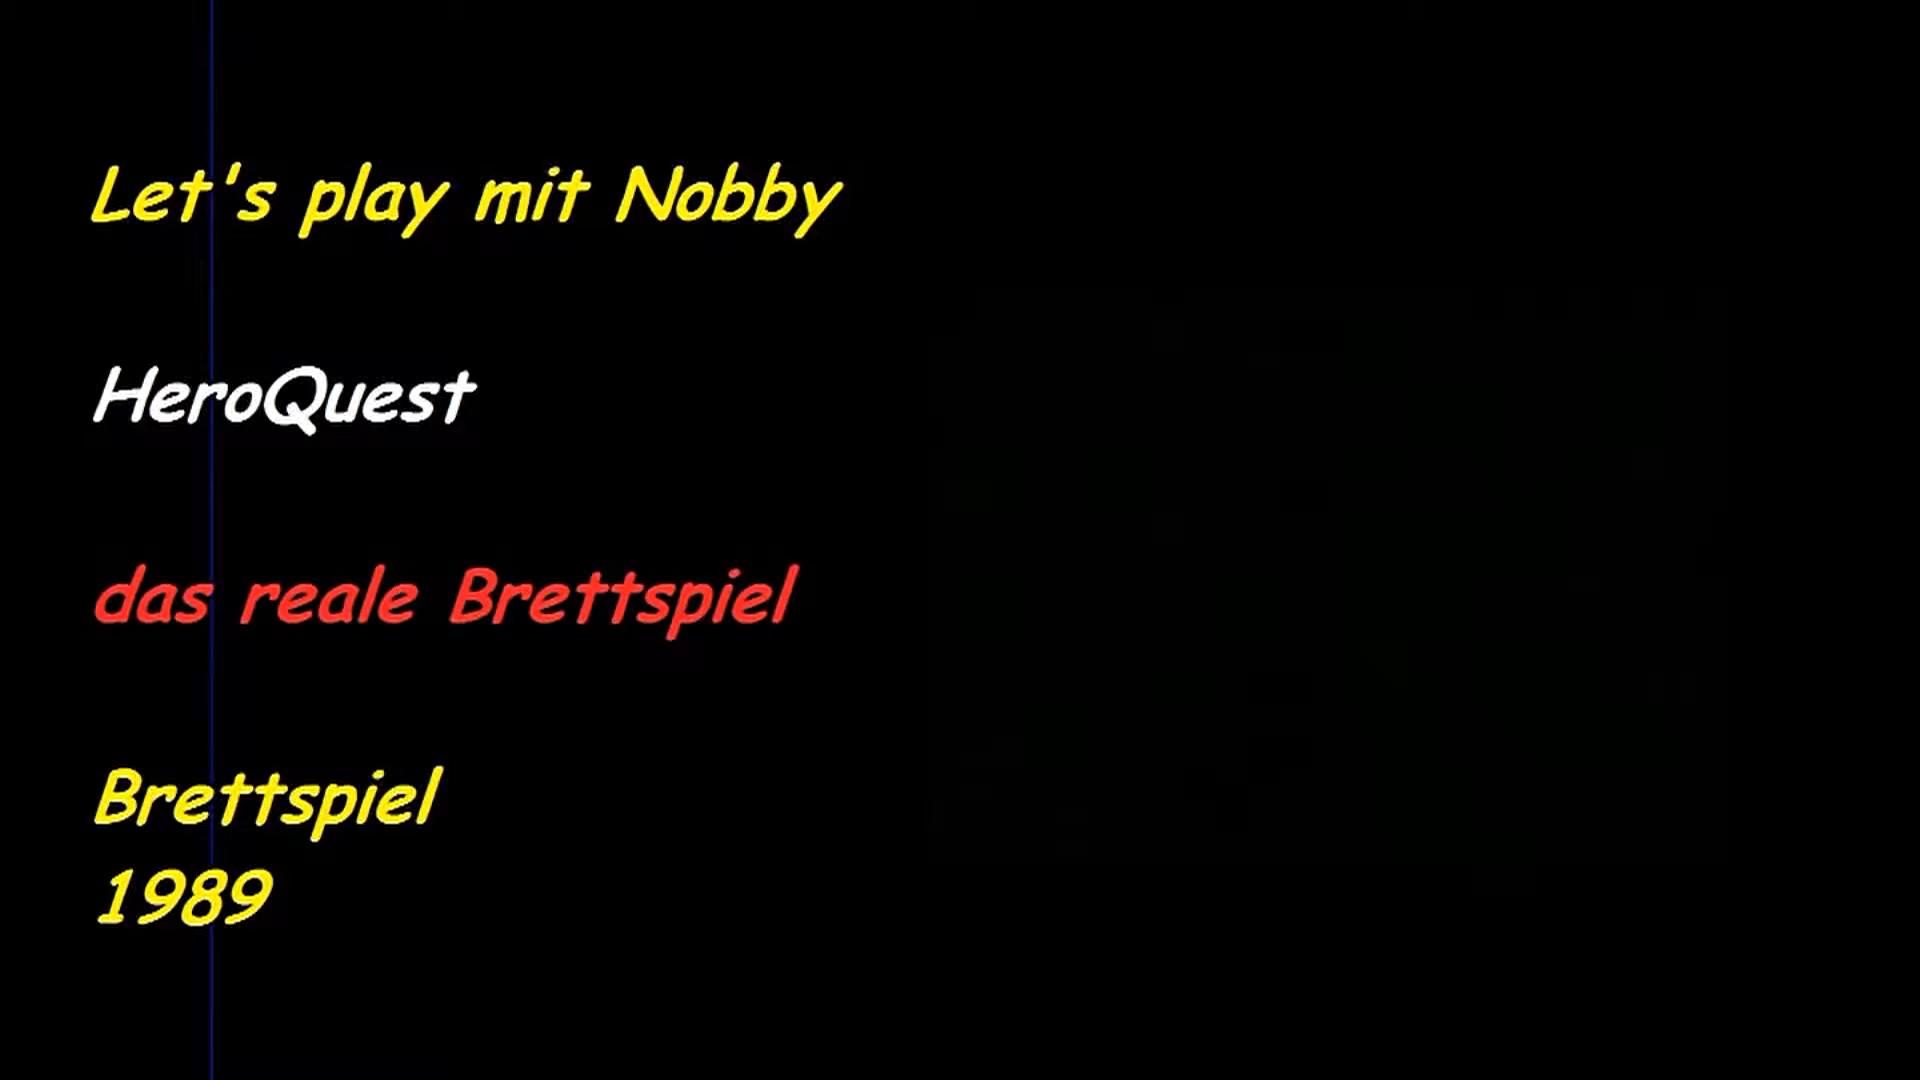 Let's play mit Nobby
HeroQuest
das reale Brettspiel
Brettspiel
1989